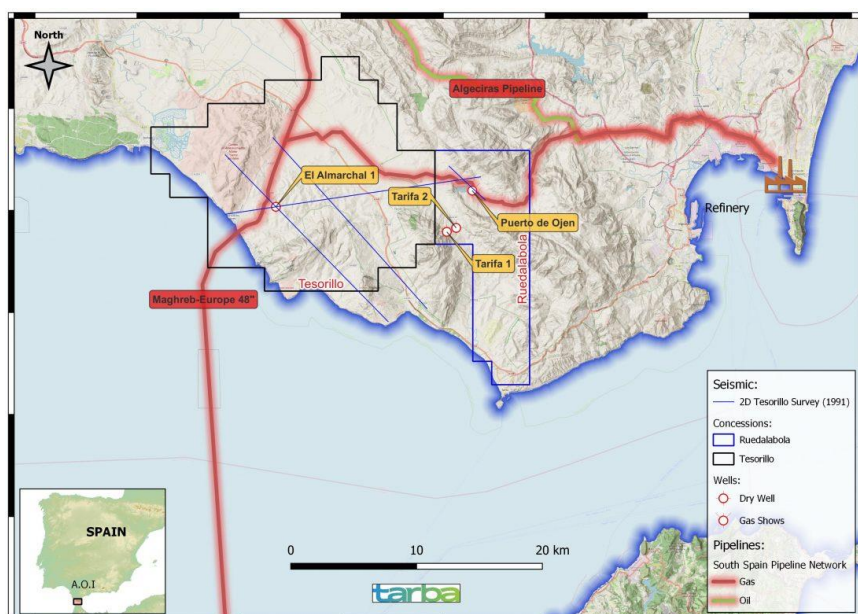 North
Algeciras Pipeline
El Almarchal 1
Tarifa 2
Puerto de Ojen
Refinery
Tarifa 1
Ruedalabola
Tesorillo
Maghreb-Europe 48"
Seismic:
2D Tesorillo Survey (1991)
Concessions:
Ruedalabola
Tesorillo
Wells:
Dry Well
Gas Shows
Pipelines:
South Spain Pipeline Network
Gas
Oil
SPAIN
A.O.I
0 10 20 km
tarba